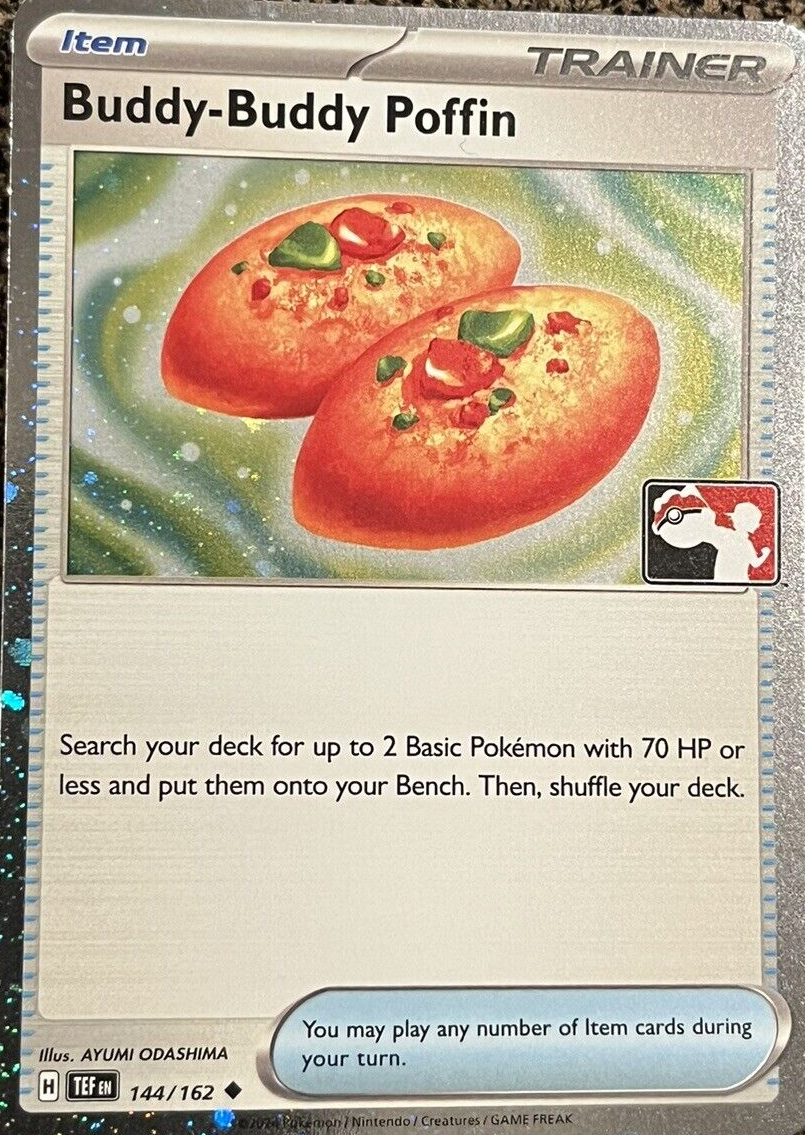 Item
TRAINER
Buddy-Buddy Poffin
Search your deck for up to 2 Basic Pokémon with 70 HP or
less and put them onto your Bench. Then, shuffle your deck.
You may play any number of Item cards during
your turn.
Illus. AYUMI ODASHIMA
H TEF EN 144/162
©2024 Pokémon / Nintendo / Creatures / GAME FREAK